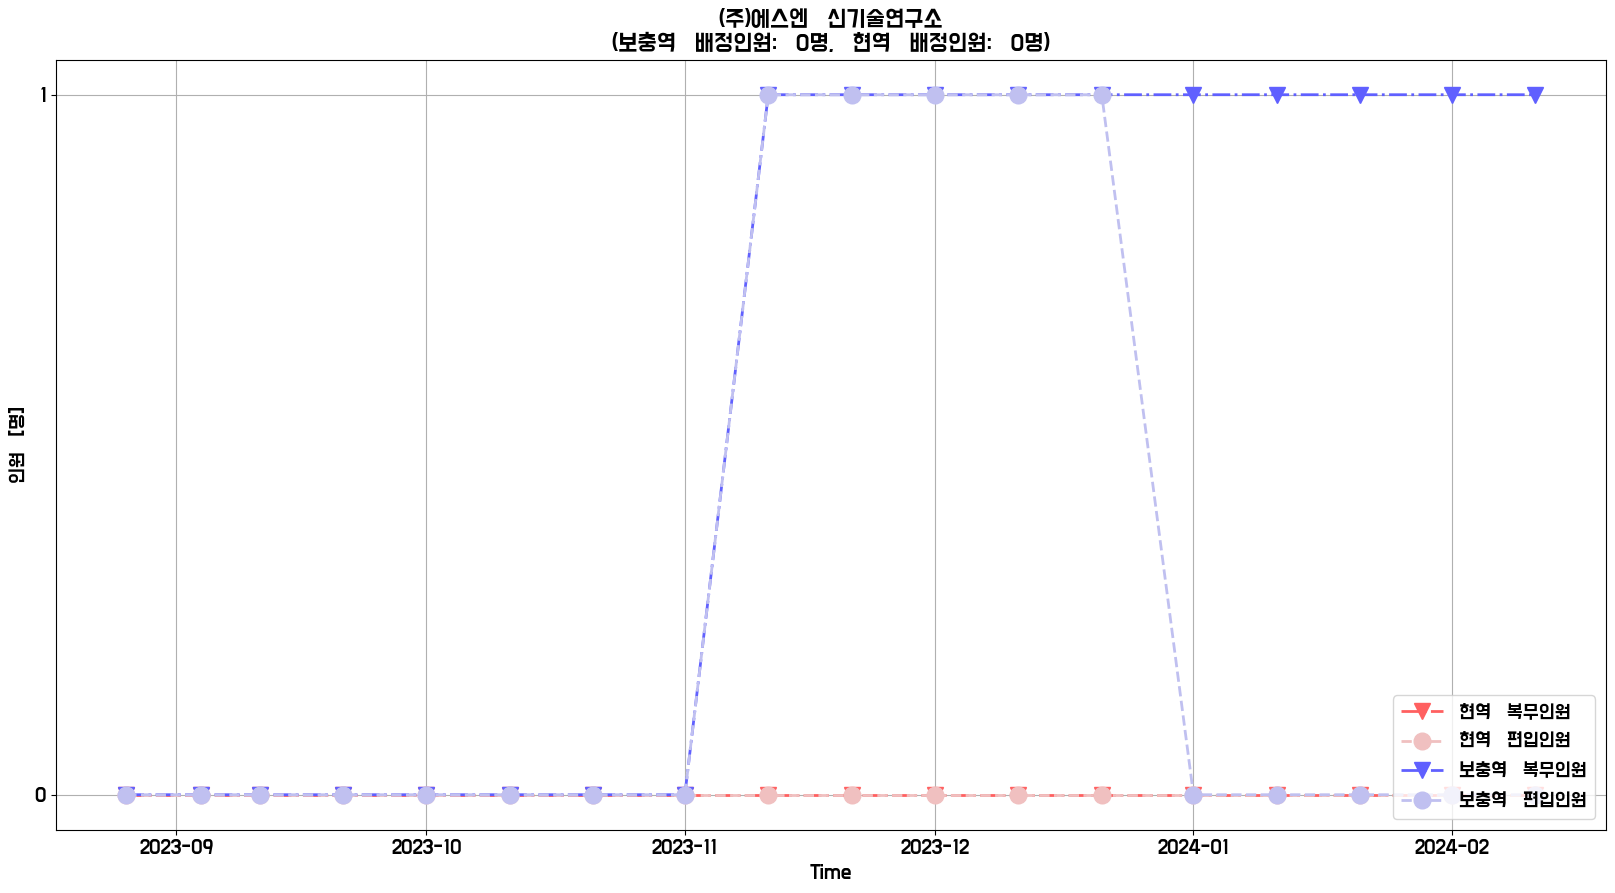 (주)에스엔 신기술연구소
(보충역 배정인원: 0명, 현역 배정인원: 0명)
인원 [명]
1
0
2023-09
2023-10
2023-11
2023-12
2024-01
2024-02
Time
현역 복무인원
현역 편입인원
보충역 복무인원
보충역 편입인원